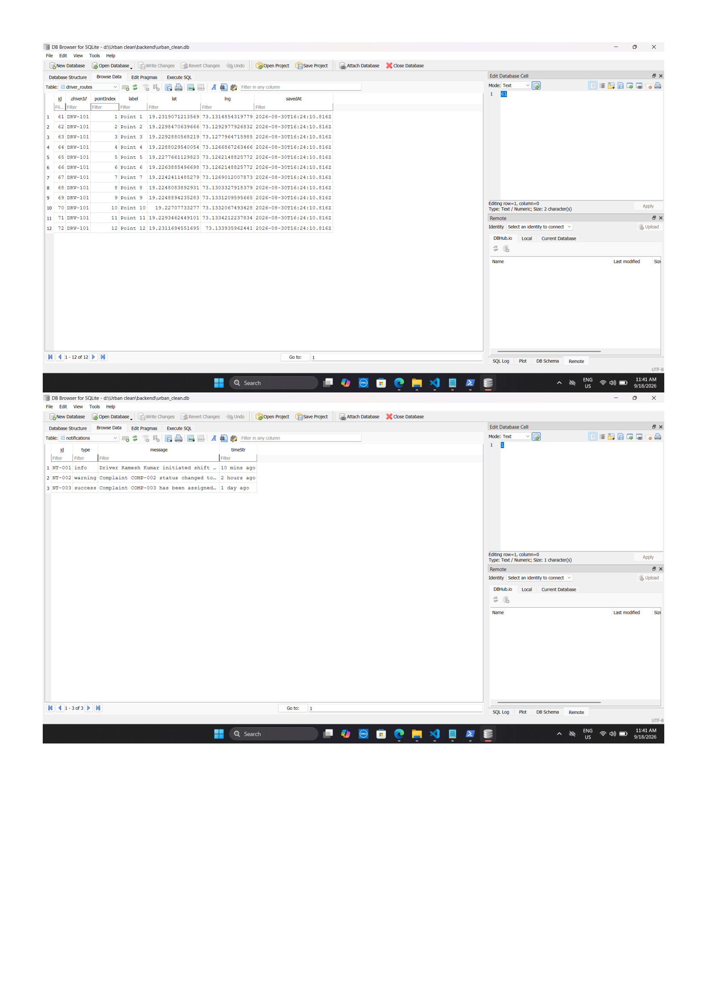 DB Browser for SQLite - d:\Urban clean\backend\urban_clean.db
File Edit View Tools Help
New Database Open Database Write Changes Revert Changes Undo Open Project Save Project Attach Database Close Database
Database Structure Browse Data Edit Pragmas Execute SQL
Table: driver_routes Filter in any column
id driverId pointIndex label lat lng savedAt
Fil... Filter Filter Filter Filter Filter Filter
1 61 DRV-101 1 Point 1 19.2319071213569 73.1314854319779 2026-08-30T16:24:10.816Z
2 62 DRV-101 2 Point 2 19.2298470639666 73.1292977926832 2026-08-30T16:24:10.816Z
3 63 DRV-101 3 Point 3 19.2292880568219 73.1277964715985 2026-08-30T16:24:10.816Z
4 64 DRV-101 4 Point 4 19.2288029540054 73.1266867263466 2026-08-30T16:24:10.816Z
5 65 DRV-101 5 Point 5 19.2277661129823 73.1262148825772 2026-08-30T16:24:10.816Z
6 66 DRV-101 6 Point 6 19.2263885496698 73.1262148825772 2026-08-30T16:24:10.816Z
7 67 DRV-101 7 Point 7 19.2242411485279 73.1269012007873 2026-08-30T16:24:10.816Z
8 68 DRV-101 8 Point 8 19.2248083892931 73.1303327918379 2026-08-30T16:24:10.816Z
9 69 DRV-101 9 Point 9 19.2248894235283 73.1331209595665 2026-08-30T16:24:10.816Z
10 70 DRV-101 10 Point 10 19.22707733277 73.1332067493428 2026-08-30T16:24:10.816Z
11 71 DRV-101 11 Point 11 19.2293462449101 73.1334212237834 2026-08-30T16:24:10.816Z
12 72 DRV-101 12 Point 12 19.2311694551695 73.133935962441 2026-08-30T16:24:10.816Z
1 - 12 of 12 Go to: 1
Edit Database Cell
Mode: Text
1 61
Editing row=1, column=0
Type: Text / Numeric; Size: 2 character(s)
Apply
Remote
Identity Select an identity to connect Upload
DBHub.io Local Current Database
Name Last modified Size
SQL Log Plot DB Schema Remote
UTF-8
Search
ENG US 11:41 AM 9/18/2026
DB Browser for SQLite - d:\Urban clean\backend\urban_clean.db
File Edit View Tools Help
New Database Open Database Write Changes Revert Changes Undo Open Project Save Project Attach Database Close Database
Database Structure Browse Data Edit Pragmas Execute SQL
Table: notifications Filter in any column
id type message timeStr
Filter Filter Filter Filter
1 NT-001 info Driver Ramesh Kumar initiated shift … 10 mins ago
2 NT-002 warning Complaint COMP-002 status changed to… 2 hours ago
3 NT-003 success Complaint COMP-003 has been assigned… 1 day ago
1 - 3 of 3 Go to: 1
Edit Database Cell
Mode: Text
1 1
Editing row=1, column=0
Type: Text / Numeric; Size: 1 character(s)
Apply
Remote
Identity Select an identity to connect Upload
DBHub.io Local Current Database
Name Last modified Size
SQL Log Plot DB Schema Remote
UTF-8
Search
ENG US 11:41 AM 9/18/2026